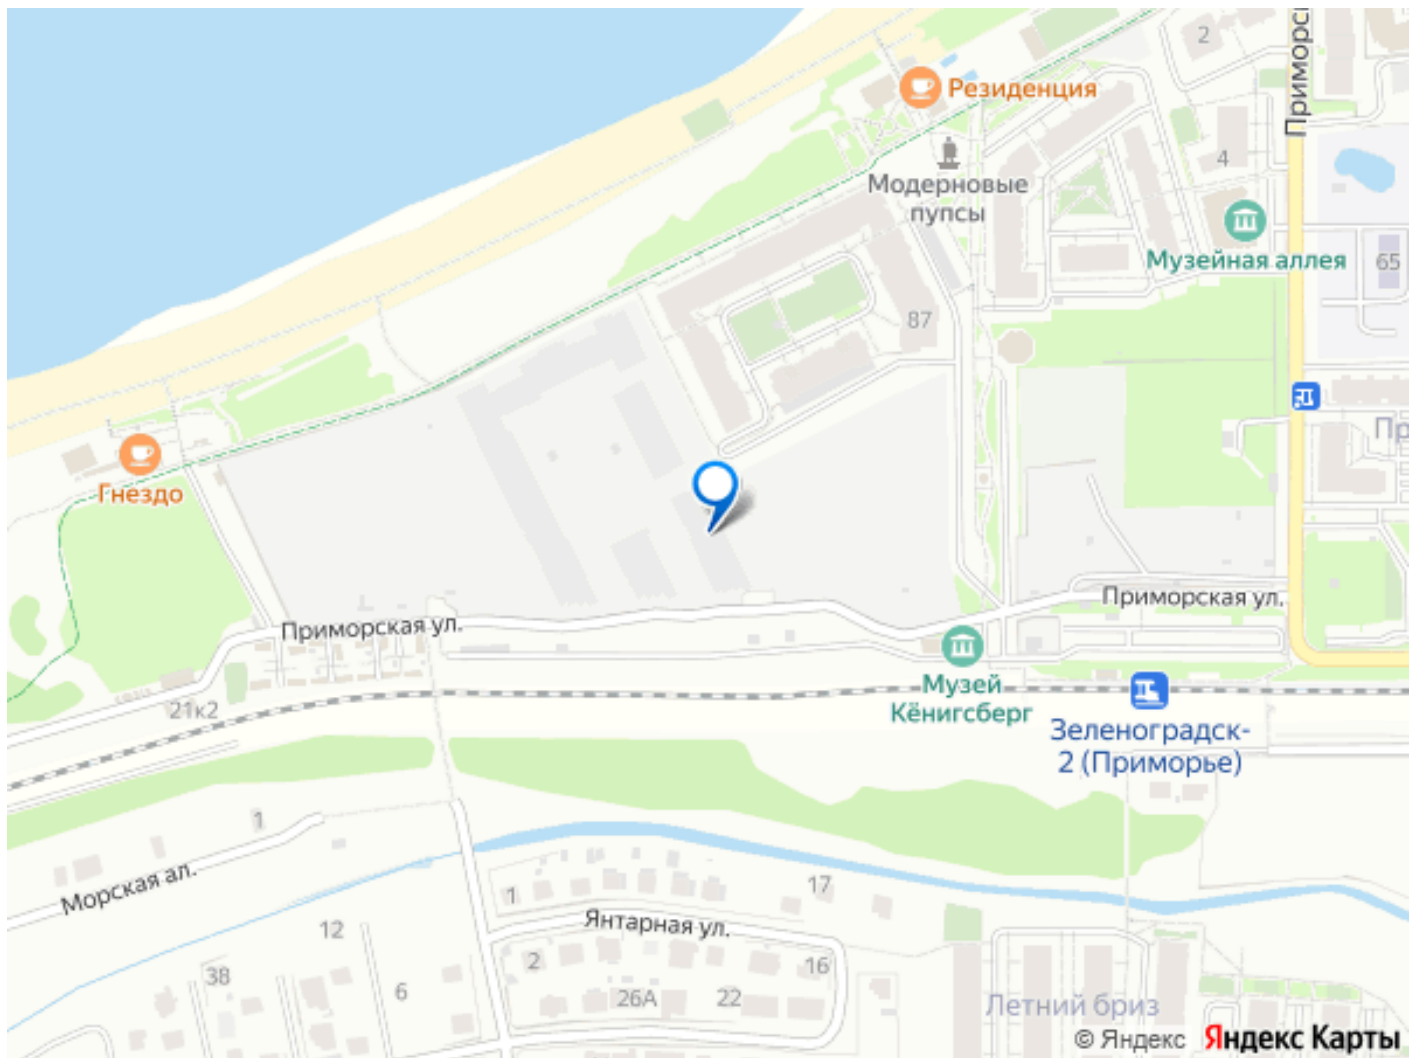 2
Приморс
Резиденция
4
Модерновые
пупсы
Музейная аллея
65
87
Пр
Гнездо
Приморская ул.
Приморская ул.
Музей
Кёнигсберг
21к2
Зеленоградск-
2 (Приморье)
1
Морская ал.
1
17
Янтарная ул.
12
2
16
38
6
26А
22
Летний бриз
© Яндекс Яндекс Карты